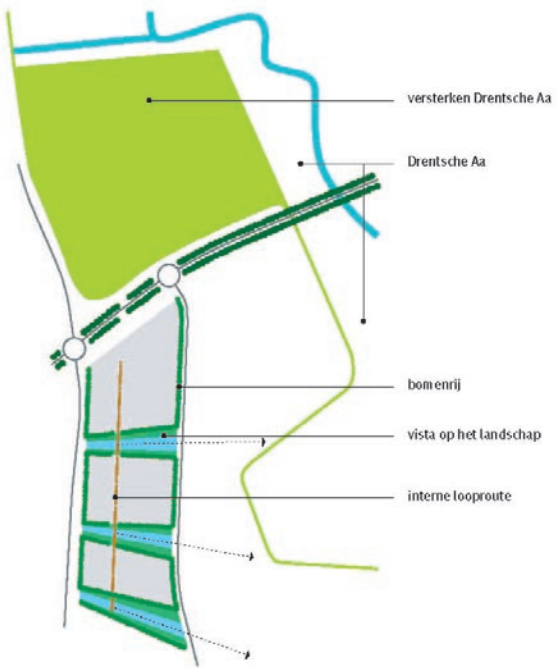 versterken Drentsche Aa
Drentsche Aa
bomenrij
vista op het landschap
interne looproute